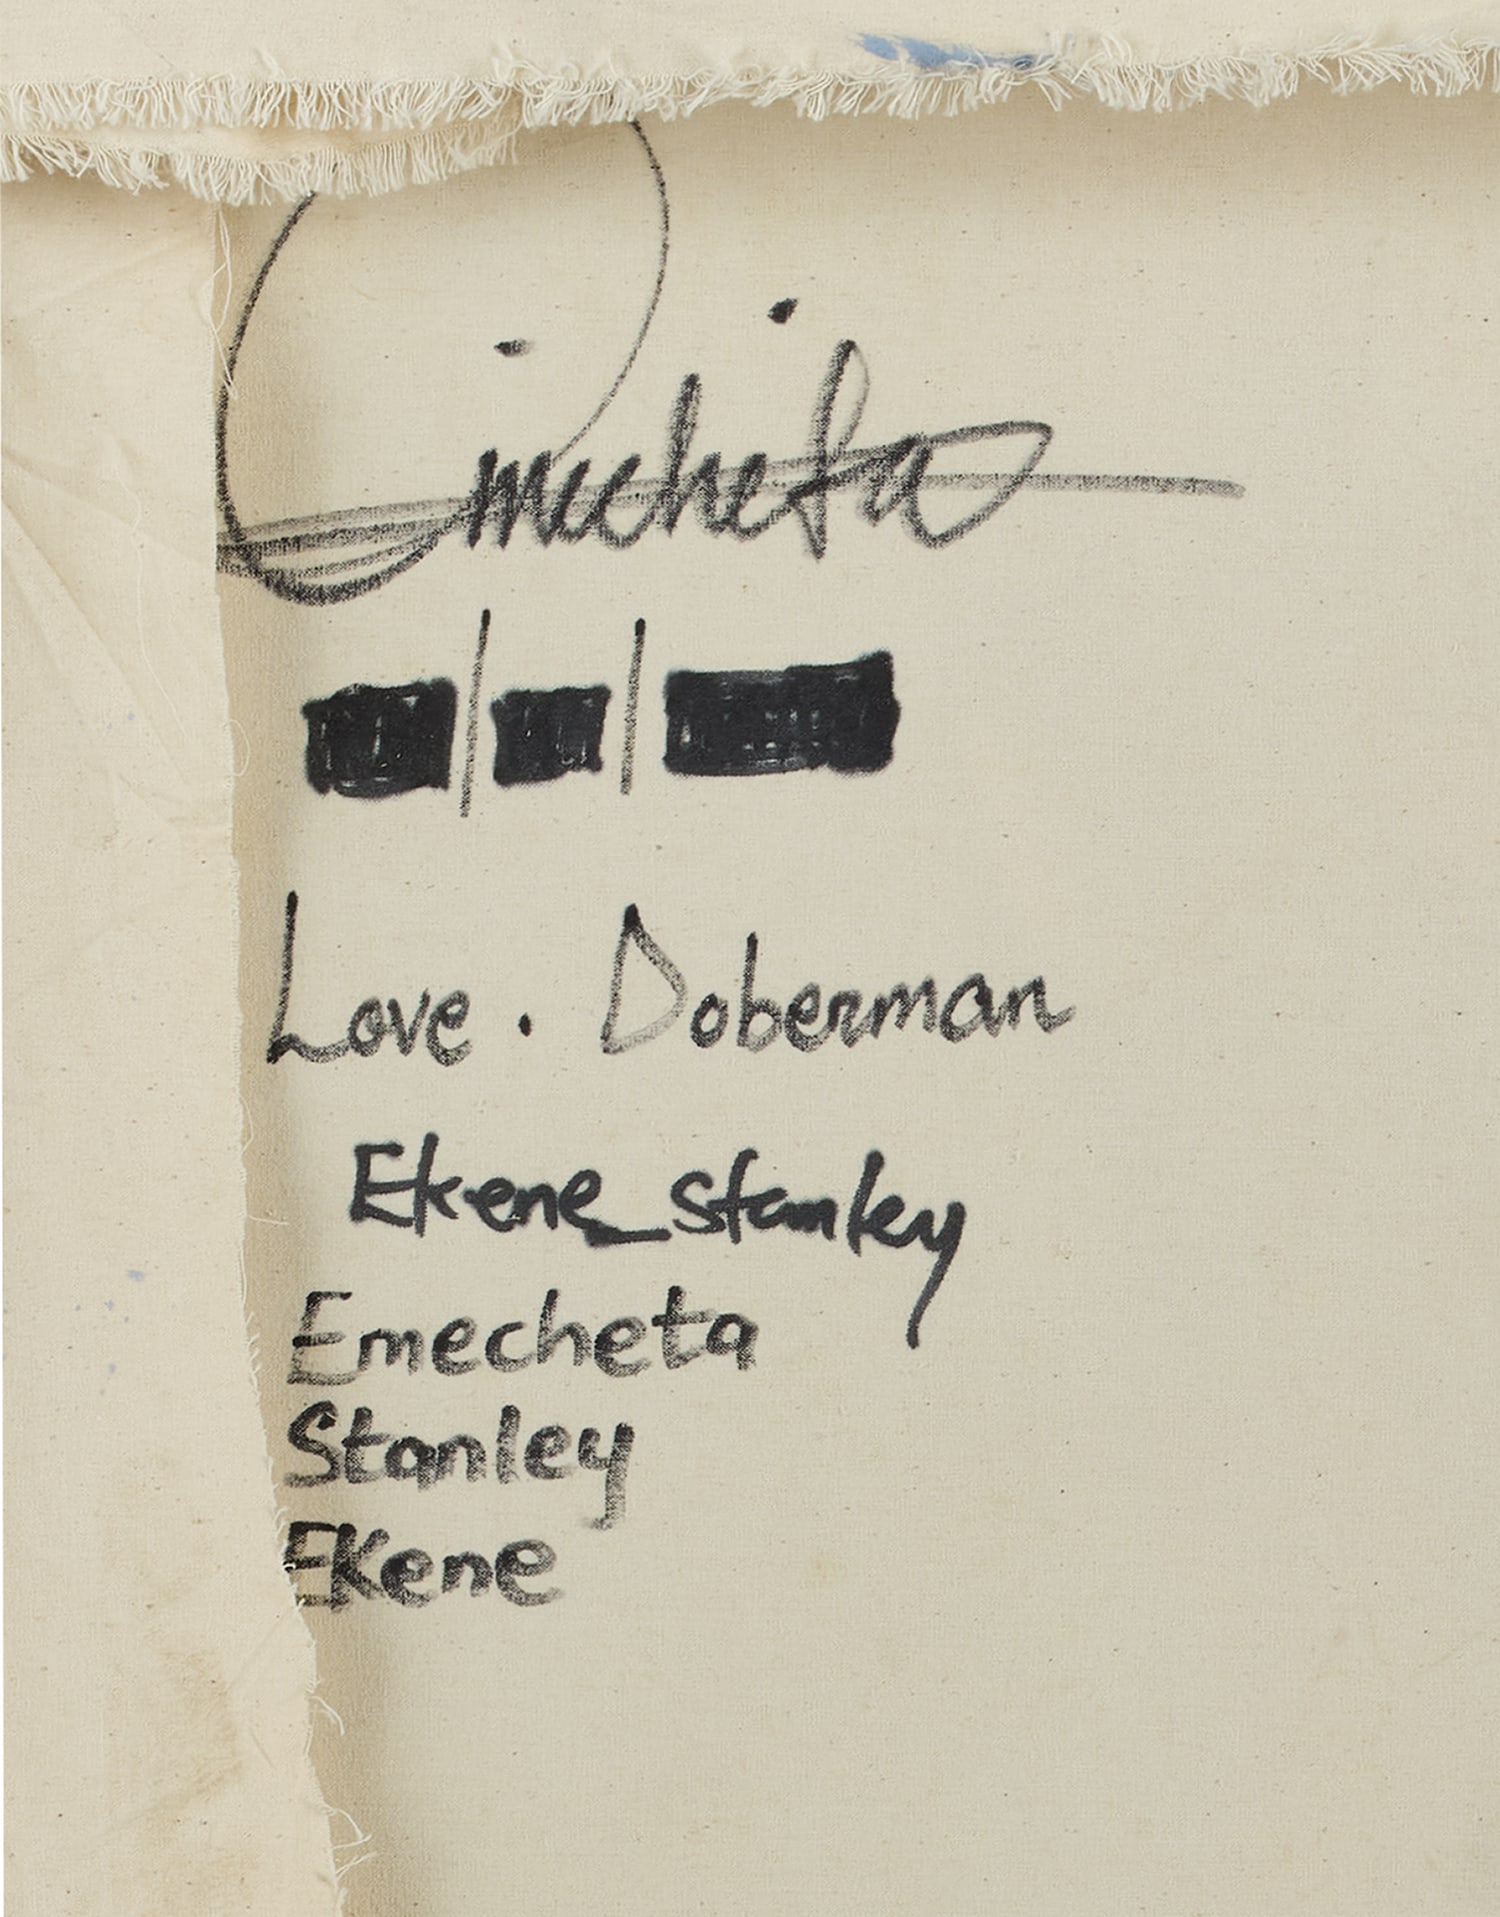 Emecheta
/ /
Love. Doberman
Ekene_Stanley
Emecheta
Stanley
EKene